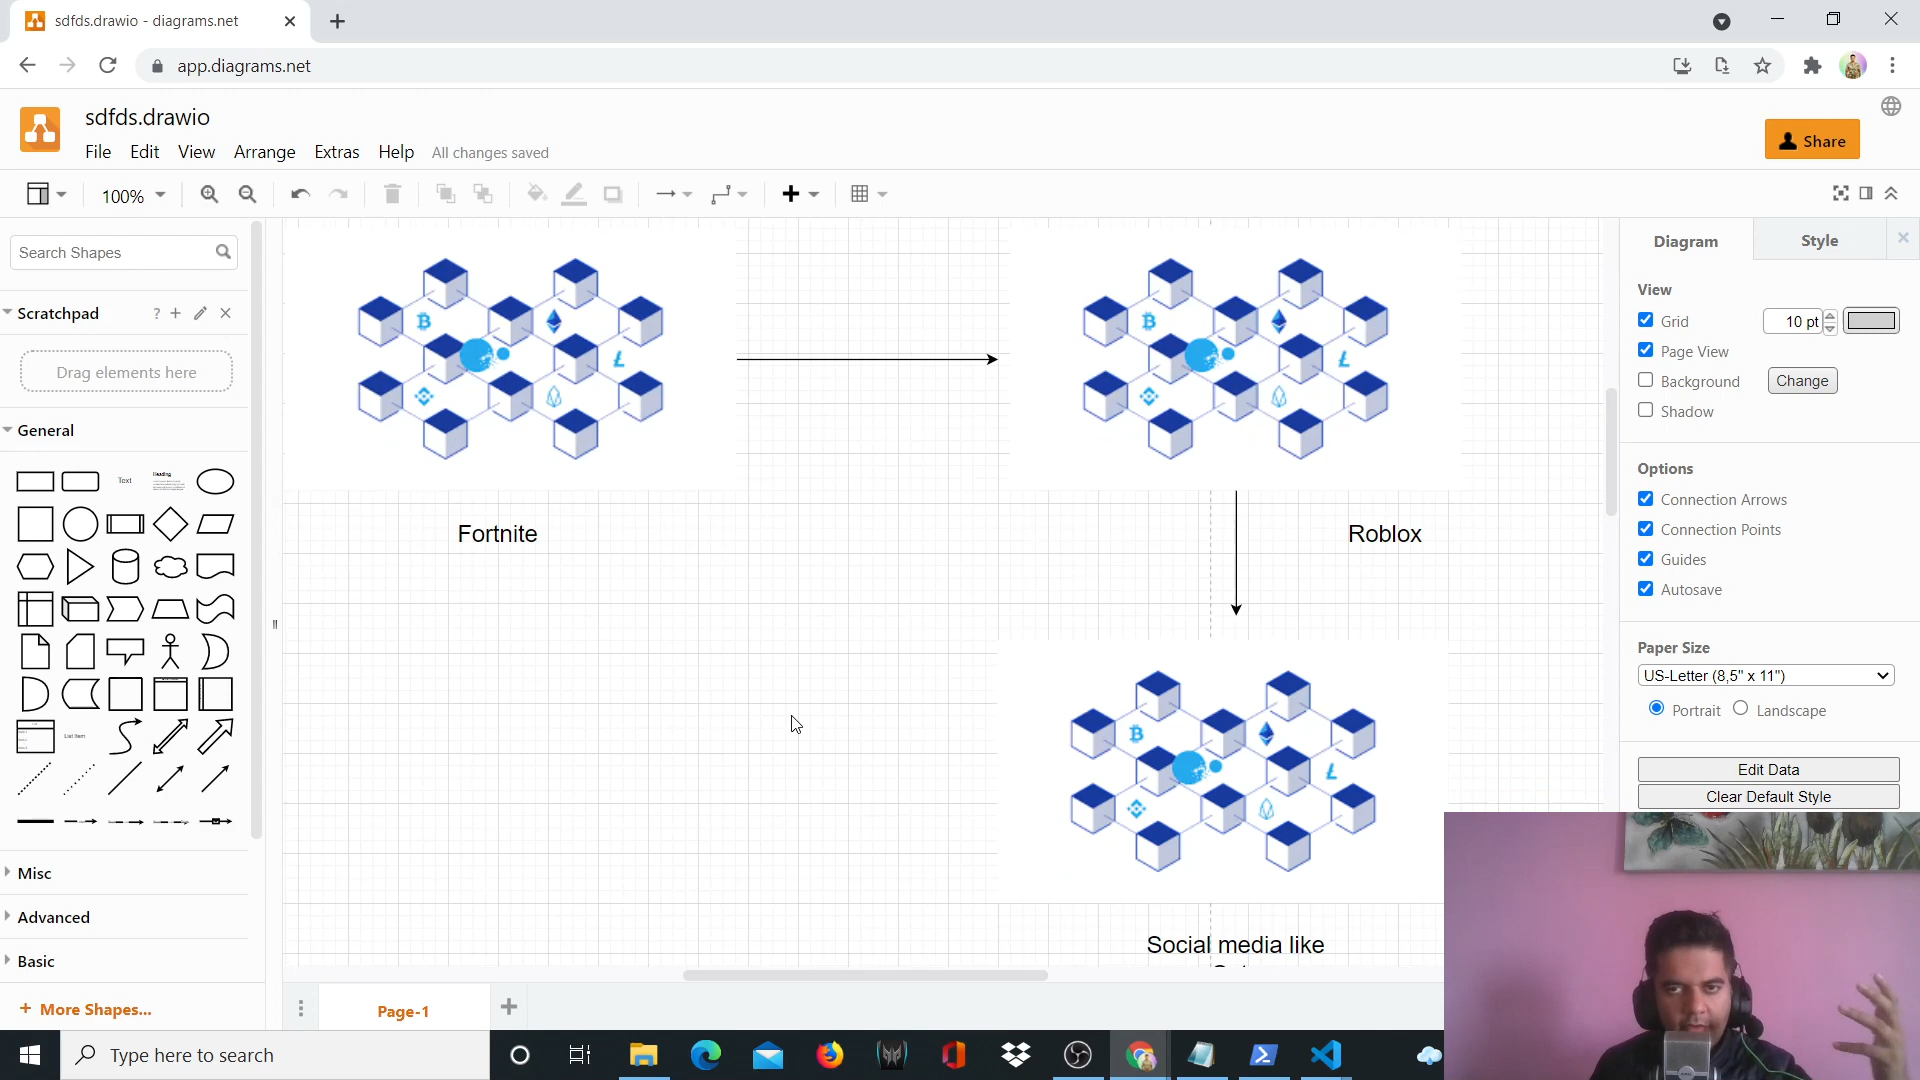 sdfds.drawio - diagrams.net
app.diagrams.net
sdfds.drawio
File Edit View Arrange Extras Help All changes saved
Share
100%
Search Shapes
Scratchpad
?
Drag elements here
General
Text
Heading
List Item
Misc
Advanced
Basic
+ More Shapes...
Fortnite
Roblox
Social media like
Page-1
Diagram
Style
View
Grid
10 pt
Page View
Background
Change
Shadow
Options
Connection Arrows
Connection Points
Guides
Autosave
Paper Size
US-Letter (8,5" x 11")
Portrait
Landscape
Edit Data
Clear Default Style
Type here to search